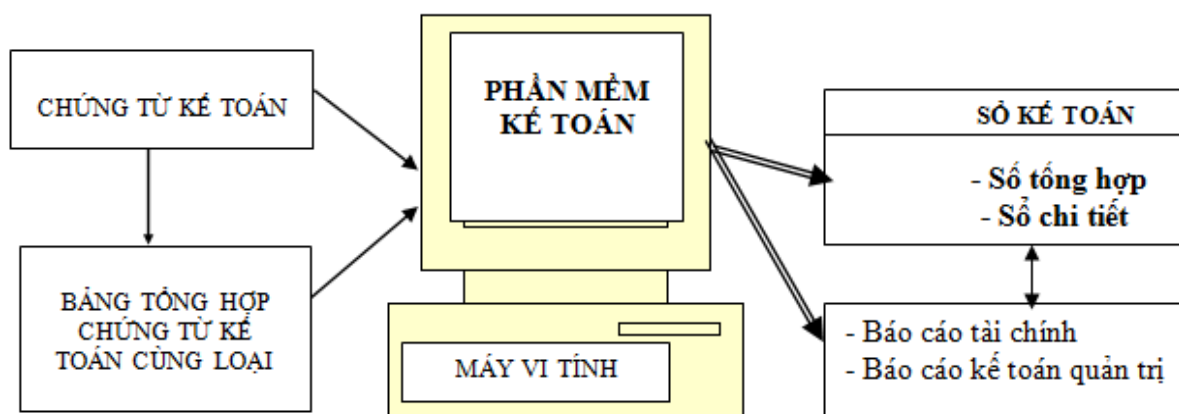 CHỨNG TỪ KẾ TOÁN
BẢNG TỔNG HỢP
CHỨNG TỪ KẾ
TOÁN CÙNG LOẠI
PHẦN MỀM
KẾ TOÁN
MÁY VI TÍNH
SỔ KẾ TOÁN
- Sổ tổng hợp
- Sổ chi tiết
- Báo cáo tài chính
- Báo cáo kế toán quản trị